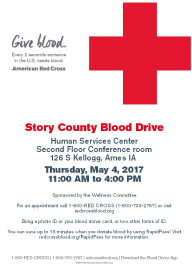 Give blood.
Every 2 seconds someone
in the U.S. needs blood.
American Red Cross
Story County Blood Drive
Human Services Center
Second Floor Conference room
126 S Kellogg, Ames IA
Thursday, May 4, 2017
11:00 AM to 4:00 PM
Sponsored by the Wellness Committee
For an appointment call 1-800-RED CROSS (1-800-733-2767) or visit
redcrossblood.org.
Bring a photo ID or your blood donor card, or two other forms of ID.
You can save up to 15 minutes when you donate blood by using RapidPass! Visit
redcrossblood.org/RapidPass for more information.
1-800-RED CROSS | 1-800-733-2767 | redcrossblood.org | Download the Blood Donor App